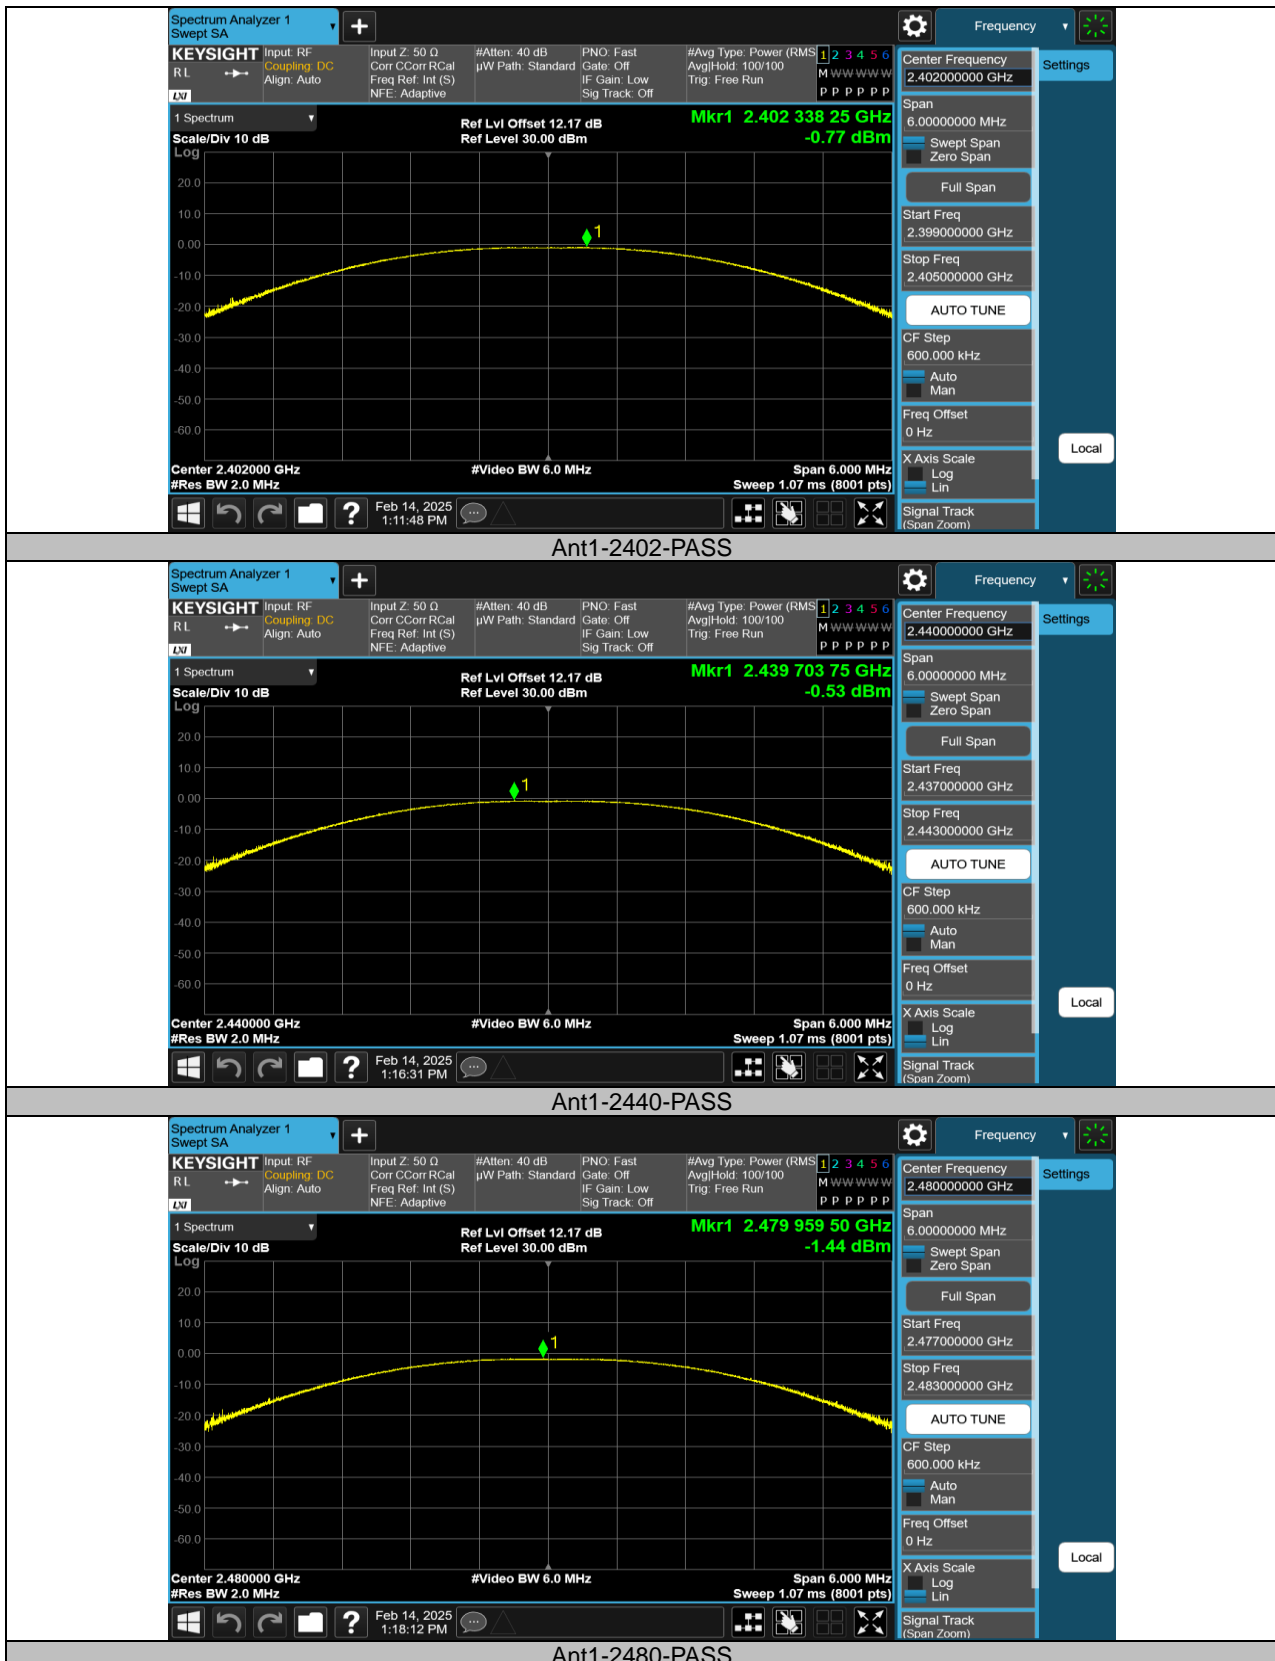 Spectrum Analyzer 1
Swept SA
Frequency
KEYSIGHT
R L
LXI
Input: RF
Coupling: DC
Align: Auto
Input Z: 50 Ω
Corr CCorr RCal
Freq Ref: Int (S)
NFE: Adaptive
#Atten: 40 dB
µW Path: Standard
PNO: Fast
Gate: Off
IF Gain: Low
Sig Track: Off
#Avg Type: Power (RMS
Avg|Hold: 100/100
Trig: Free Run
1 2 3 4 5 6
M W W W W W
P P P P P P
1 Spectrum
Scale/Div 10 dB
Log
Ref Lvl Offset 12.17 dB
Ref Level 30.00 dBm
Mkr1 2.402 338 25 GHz
-0.77 dBm
20.0
10.0
0.00
-10.0
-20.0
-30.0
-40.0
-50.0
-60.0
1
Center 2.402000 GHz
#Res BW 2.0 MHz
#Video BW 6.0 MHz
Span 6.000 MHz
Sweep 1.07 ms (8001 pts)
Feb 14, 2025
1:11:48 PM
Center Frequency
2.402000000 GHz
Span
6.00000000 MHz
Swept Span
Zero Span
Full Span
Start Freq
2.399000000 GHz
Stop Freq
2.405000000 GHz
AUTO TUNE
CF Step
600.000 kHz
Auto
Man
Freq Offset
0 Hz
X Axis Scale
Log
Lin
Signal Track
(Span Zoom)
Settings
Local
Ant1-2402-PASS
Spectrum Analyzer 1
Swept SA
Frequency
KEYSIGHT
R L
LXI
Input: RF
Coupling: DC
Align: Auto
Input Z: 50 Ω
Corr CCorr RCal
Freq Ref: Int (S)
NFE: Adaptive
#Atten: 40 dB
µW Path: Standard
PNO: Fast
Gate: Off
IF Gain: Low
Sig Track: Off
#Avg Type: Power (RMS
Avg|Hold: 100/100
Trig: Free Run
1 2 3 4 5 6
M W W W W W
P P P P P P
1 Spectrum
Scale/Div 10 dB
Log
Ref Lvl Offset 12.17 dB
Ref Level 30.00 dBm
Mkr1 2.439 703 75 GHz
-0.53 dBm
20.0
10.0
0.00
-10.0
-20.0
-30.0
-40.0
-50.0
-60.0
1
Center 2.440000 GHz
#Res BW 2.0 MHz
#Video BW 6.0 MHz
Span 6.000 MHz
Sweep 1.07 ms (8001 pts)
Feb 14, 2025
1:16:31 PM
Center Frequency
2.440000000 GHz
Span
6.00000000 MHz
Swept Span
Zero Span
Full Span
Start Freq
2.437000000 GHz
Stop Freq
2.443000000 GHz
AUTO TUNE
CF Step
600.000 kHz
Auto
Man
Freq Offset
0 Hz
X Axis Scale
Log
Lin
Signal Track
(Span Zoom)
Settings
Local
Ant1-2440-PASS
Spectrum Analyzer 1
Swept SA
Frequency
KEYSIGHT
R L
LXI
Input: RF
Coupling: DC
Align: Auto
Input Z: 50 Ω
Corr CCorr RCal
Freq Ref: Int (S)
NFE: Adaptive
#Atten: 40 dB
µW Path: Standard
PNO: Fast
Gate: Off
IF Gain: Low
Sig Track: Off
#Avg Type: Power (RMS
Avg|Hold: 100/100
Trig: Free Run
1 2 3 4 5 6
M W W W W W
P P P P P P
1 Spectrum
Scale/Div 10 dB
Log
Ref Lvl Offset 12.17 dB
Ref Level 30.00 dBm
Mkr1 2.479 959 50 GHz
-1.44 dBm
20.0
10.0
0.00
-10.0
-20.0
-30.0
-40.0
-50.0
-60.0
1
Center 2.480000 GHz
#Res BW 2.0 MHz
#Video BW 6.0 MHz
Span 6.000 MHz
Sweep 1.07 ms (8001 pts)
Feb 14, 2025
1:18:12 PM
Center Frequency
2.480000000 GHz
Span
6.00000000 MHz
Swept Span
Zero Span
Full Span
Start Freq
2.477000000 GHz
Stop Freq
2.483000000 GHz
AUTO TUNE
CF Step
600.000 kHz
Auto
Man
Freq Offset
0 Hz
X Axis Scale
Log
Lin
Signal Track
(Span Zoom)
Settings
Local
Ant1-2480-PASS